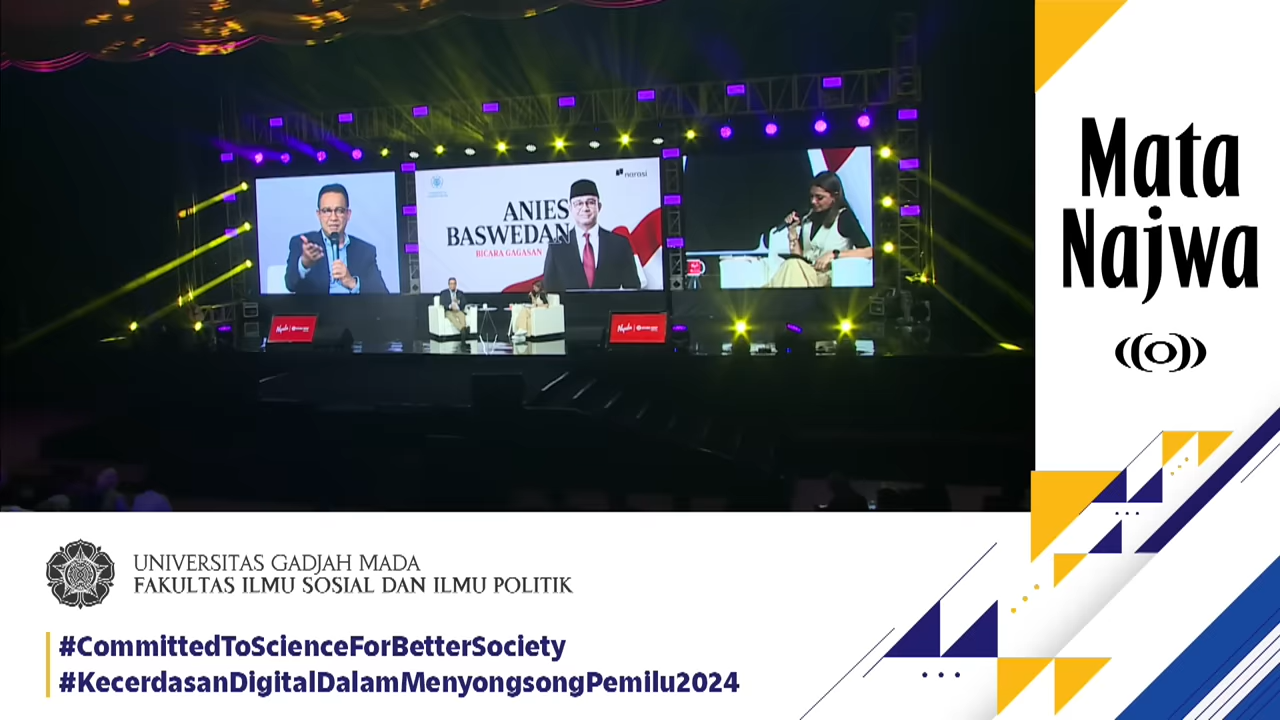 Mata
Najwa
narasi
ANIES
BASWEDAN
BICARA GAGASAN
UNIVERSITAS GADJAH MADA
FAKULTAS ILMU SOSIAL DAN ILMU POLITIK
#CommittedToScienceForBetterSociety
#KecerdasanDigitalDalamMenyongsongPemilu2024